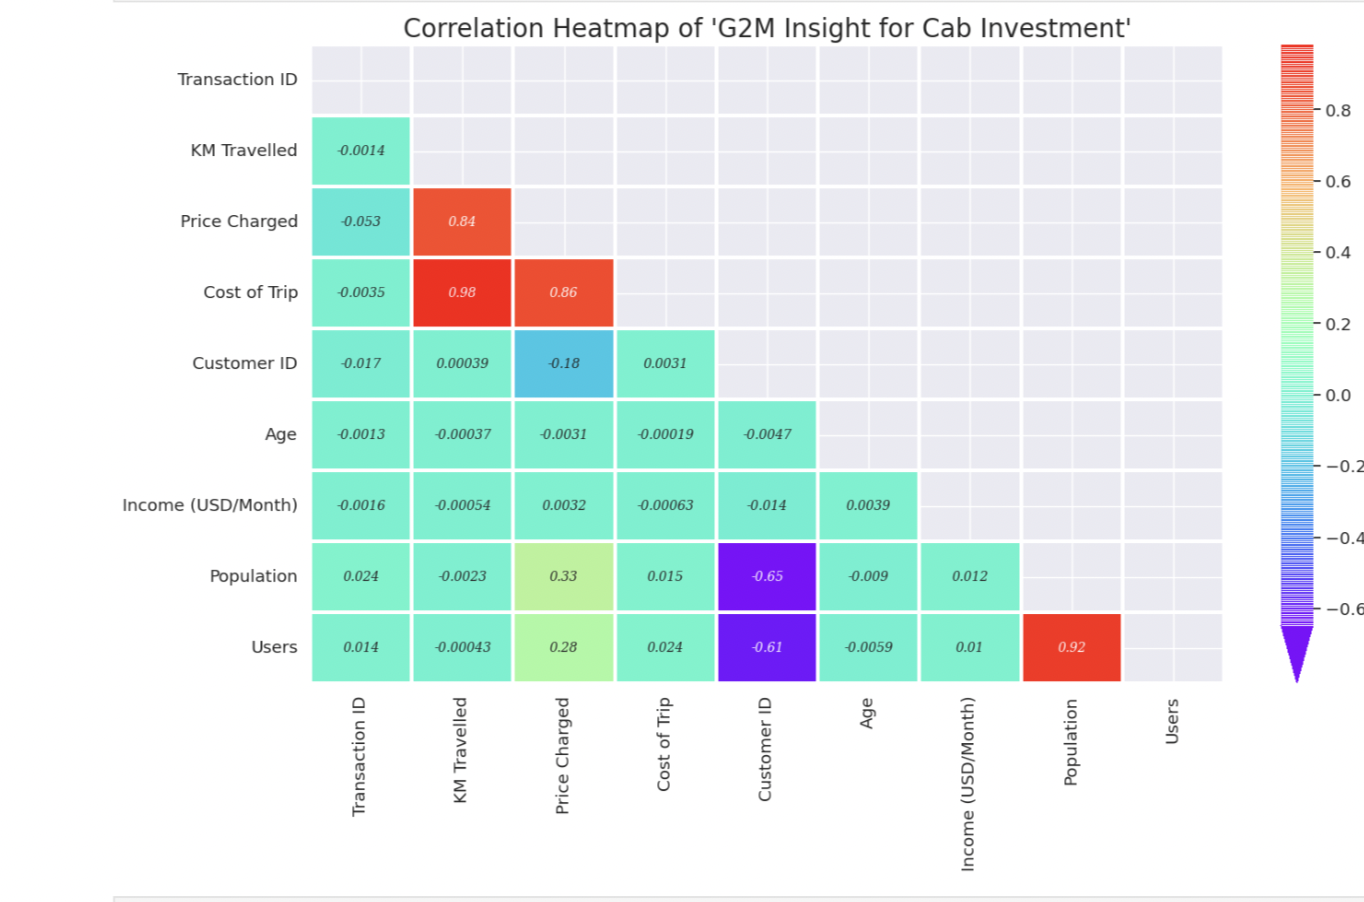 Correlation Heatmap of 'G2M Insight for Cab Investment'
Transaction ID
KM Travelled -0.0014
Price Charged -0.053 0.84
Cost of Trip -0.0035 0.98 0.86
Customer ID -0.017 0.00039 -0.18 0.0031
Age -0.0013 -0.00037 -0.0031 -0.00019 -0.0047
Income (USD/Month) -0.0016 -0.00054 0.0032 -0.00063 -0.014 0.0039
Population 0.024 -0.0023 0.33 0.015 -0.65 -0.009 0.012
Users 0.014 -0.00043 0.28 0.024 -0.61 -0.0059 0.01 0.92
Transaction ID
KM Travelled
Price Charged
Cost of Trip
Customer ID
Age
Income (USD/Month)
Population
Users
0.8
0.6
0.4
0.2
0.0
−0.2
−0.4
−0.6